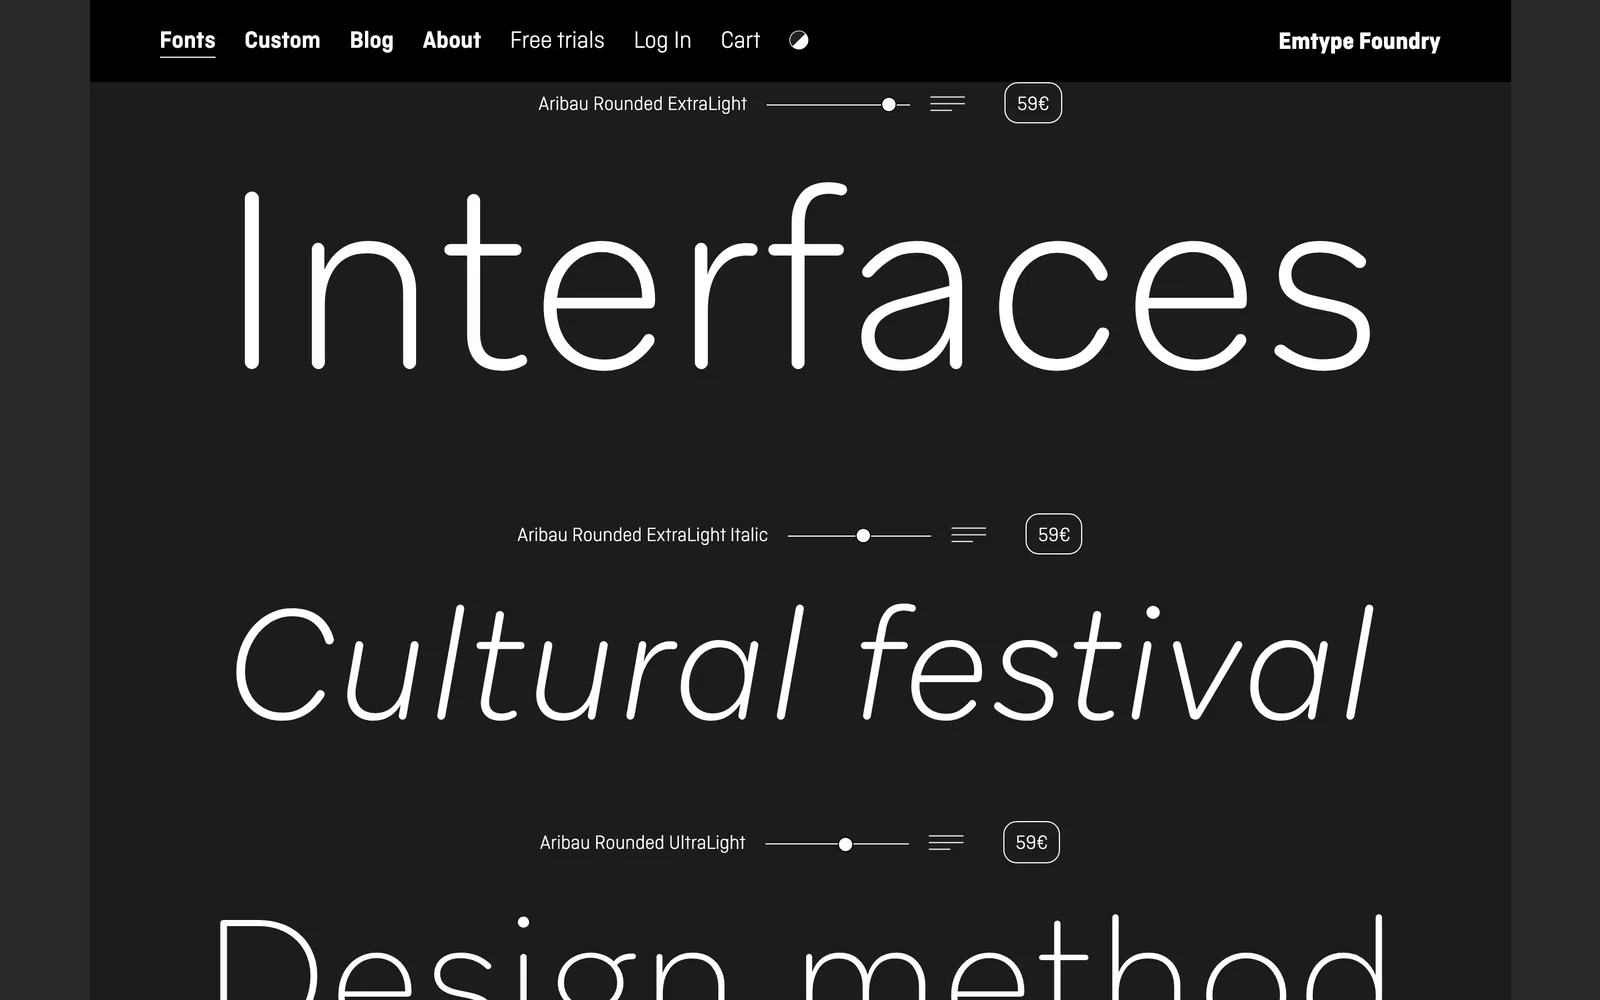 Fonts Custom Blog About Free trials Log In Cart Emtype Foundry
Aribau Rounded ExtraLight 59€
Interfaces
Aribau Rounded ExtraLight Italic 59€
Cultural festival
Aribau Rounded UltraLight 59€
Design method